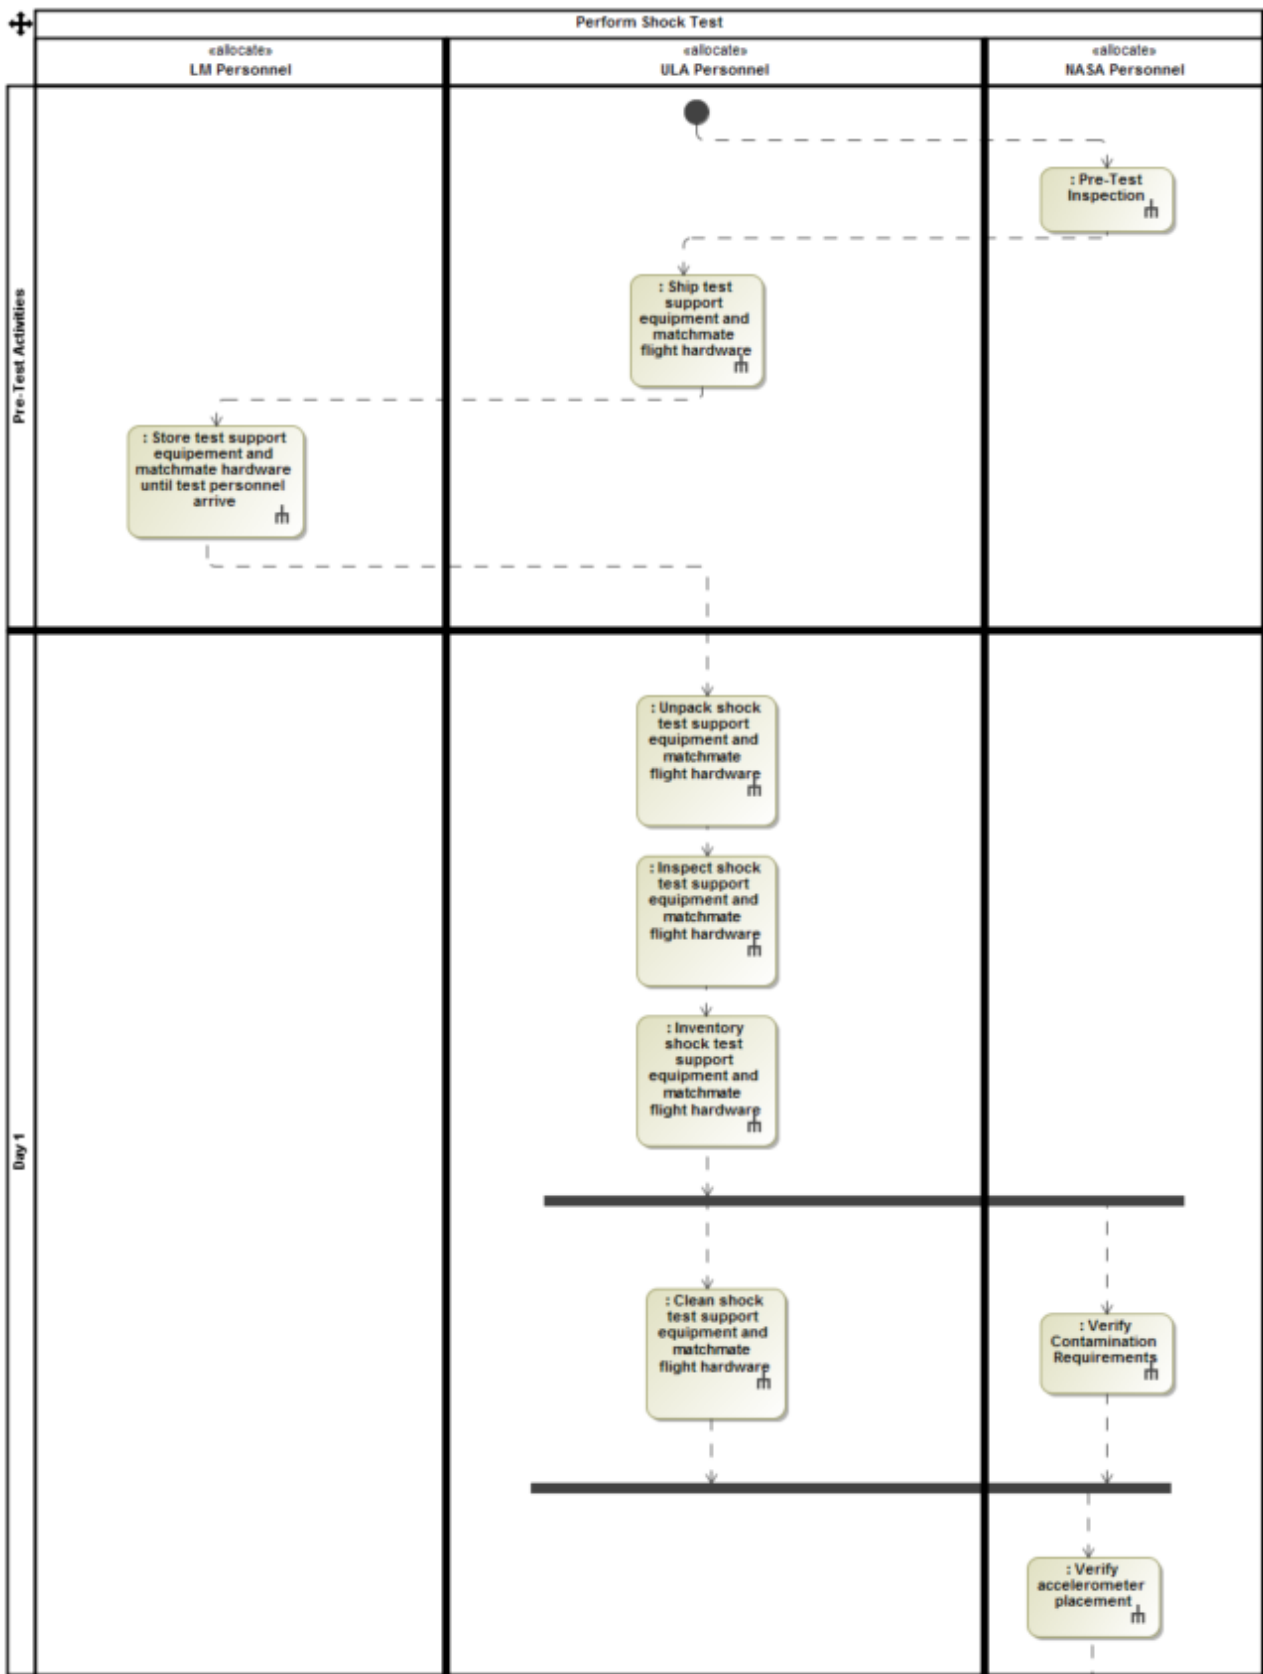 Perform Shock Test
«allocate»
LM Personnel
«allocate»
ULA Personnel
«allocate»
NASA Personnel
Pre-Test Activities
: Pre-Test
Inspection
: Ship test
support
equipment and
matchmate
flight hardware
: Store test support
equipement and
matchmate hardware
until test personnel
arrive
Day 1
: Unpack shock
test support
equipment and
matchmate
flight hardware
: Inspect shock
test support
equipment and
matchmate
flight hardware
: Inventory
shock test
support
equipment and
matchmate
flight hardware
: Clean shock
test support
equipment and
matchmate
flight hardware
: Verify
Contamination
Requirements
: Verify
accelerometer
placement